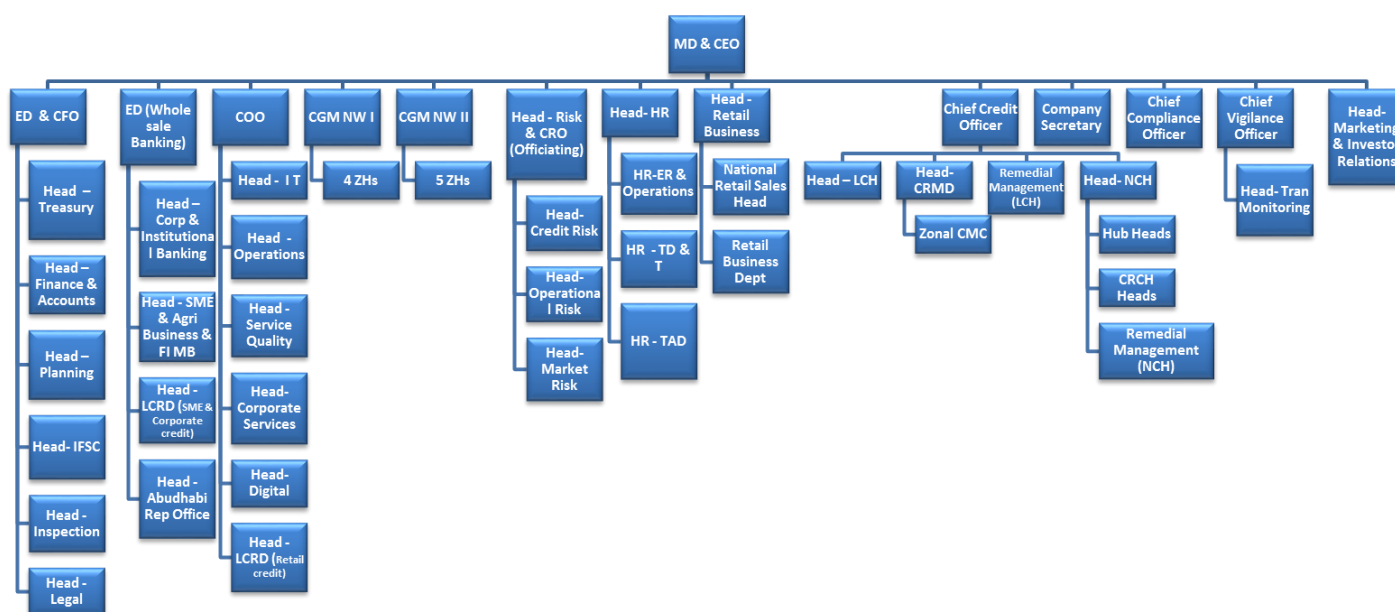 MD & CEO
ED & CFO
Head –
Treasury
Head –
Finance &
Accounts
Head –
Planning
Head- IFSC
Head -
Inspection
Head -
Legal
ED (Whole
sale
Banking)
Head –
Corp &
Institutiona
l Banking
Head - SME
& Agri
Business &
FI MB
Head -
LCRD (SME &
Corporate
credit)
Head -
Abudhabi
Rep Office
COO
Head - I T
Head -
Operations
Head -
Service
Quality
Head-
Corporate
Services
Head-
Digital
Head -
LCRD (Retail
credit)
CGM NW I
4 ZHs
CGM NW II
5 ZHs
Head - Risk
& CRO
(Officiating)
Head-
Credit Risk
Head-
Operationa
l Risk
Head-
Market
Risk
Head- HR
HR-ER &
Operations
HR - TD &
T
HR - TAD
Head -
Retail
Business
National
Retail Sales
Head
Retail
Business
Dept
Chief Credit
Officer
Head – LCH
Head-
CRMD
Zonal CMC
Remedial
Management
(LCH)
Head- NCH
Hub Heads
CRCH
Heads
Remedial
Management
(NCH)
Company
Secretary
Chief
Compliance
Officer
Chief
Vigilance
Officer
Head- Tran
Monitoring
Head-
Marketing
& Investo
Relations